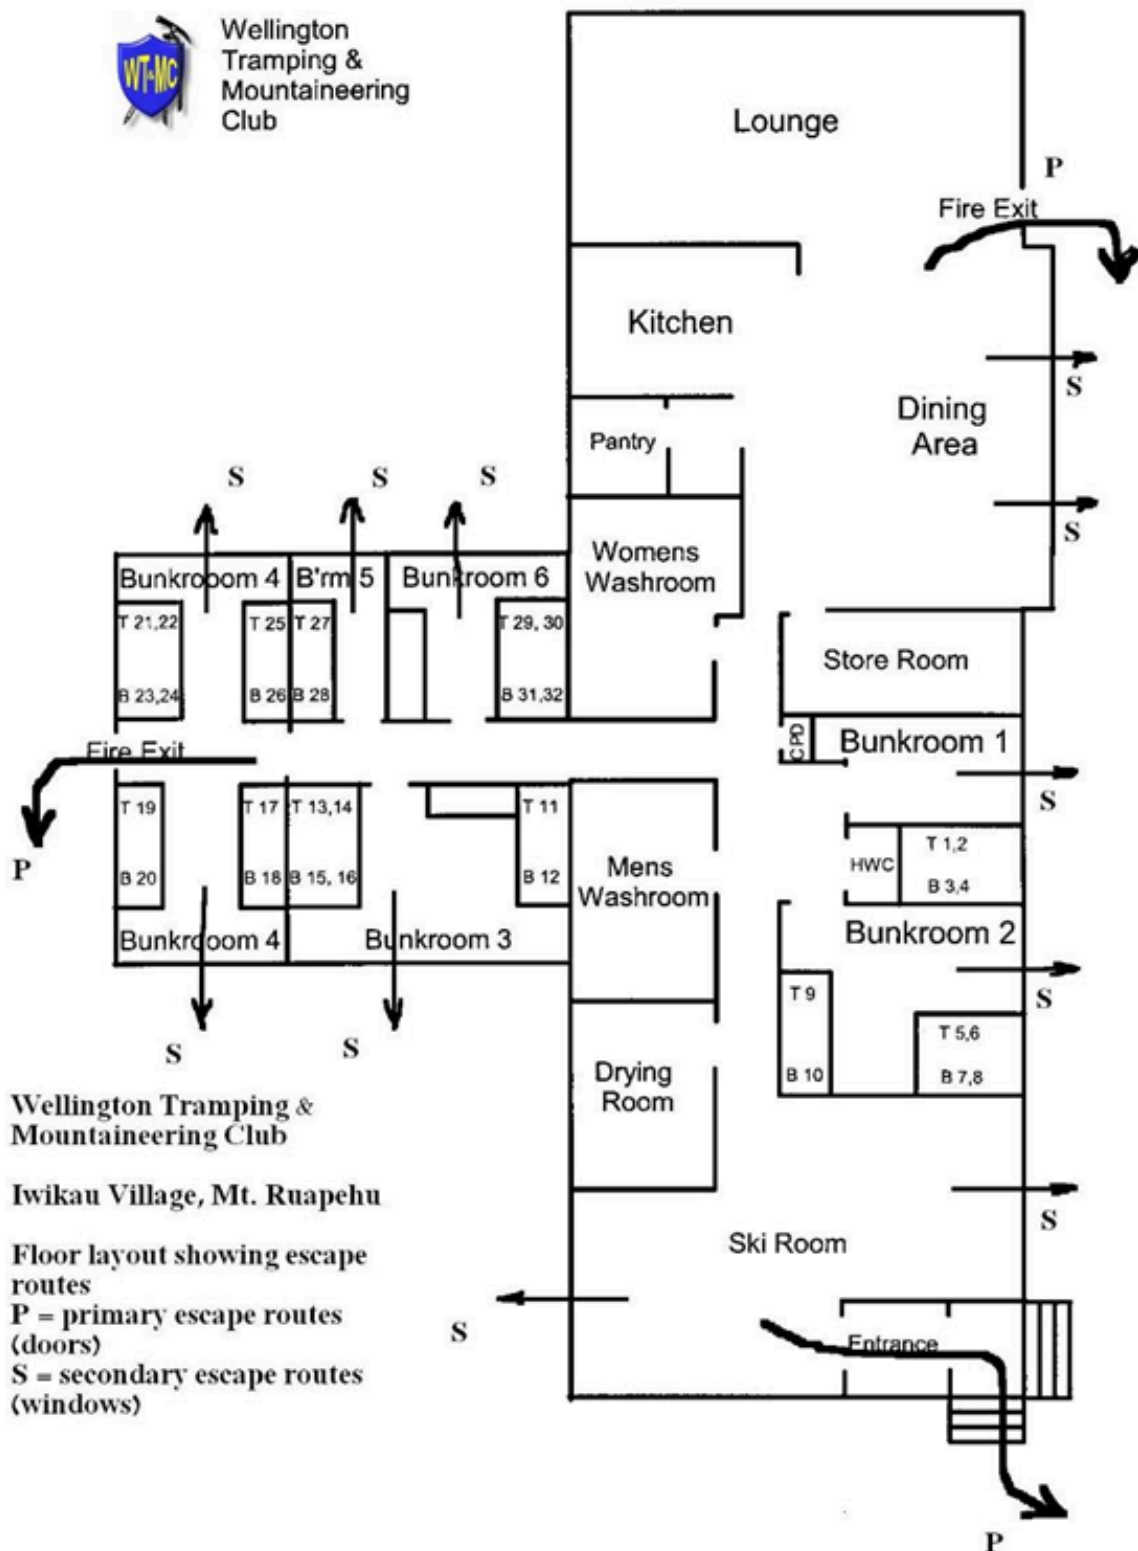 WT&MC
Wellington
Tramping &
Mountaineering
Club
Lounge
P
Fire Exit
Kitchen
S
Dining
Area
Pantry
S
S
S
S
Womens
Washroom
Bunkrooom 4
B'rm 5
Bunkroom 6
T 21,22
T 25
T 27
T 29, 30
B 23,24
B 26
B 28
B 31,32
Store Room
CPD
Bunkroom 1
S
Fire Exit
P
T 19
T 17
T 13,14
T 11
B 20
B 18
B 15, 16
B 12
Bunkrooom 4
Bunkroom 3
S
S
Mens
Washroom
HWC
T 1,2
B 3,4
Bunkroom 2
S
T 9
B 10
T 5,6
B 7,8
Drying
Room
S
Ski Room
S
Entrance
P
Wellington Tramping &
Mountaineering Club
Iwikau Village, Mt. Ruapehu
Floor layout showing escape
routes
P = primary escape routes
(doors)
S = secondary escape routes
(windows)